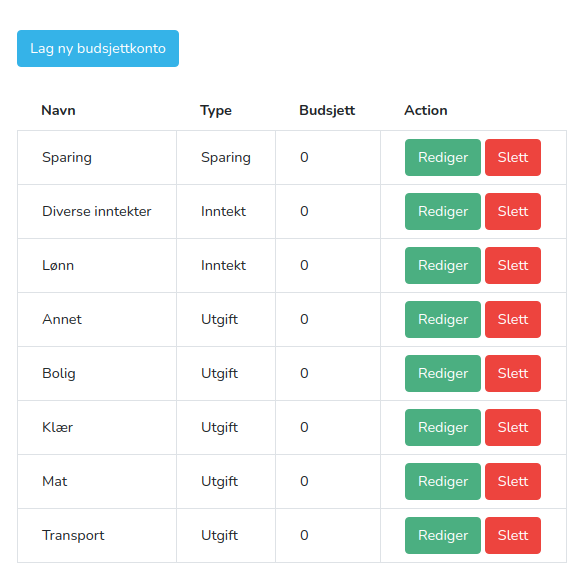 Lag ny budsjettkonto
Navn Type Budsjett Action
Sparing Sparing 0 Rediger Slett
Diverse inntekter Inntekt 0 Rediger Slett
Lønn Inntekt 0 Rediger Slett
Annet Utgift 0 Rediger Slett
Bolig Utgift 0 Rediger Slett
Klær Utgift 0 Rediger Slett
Mat Utgift 0 Rediger Slett
Transport Utgift 0 Rediger Slett